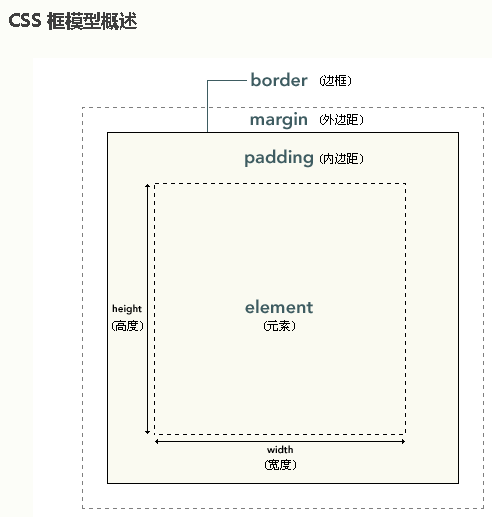 CSS 框模型概述
border (边框)
margin (外边距)
padding (内边距)
height
(高度)
element
(元素)
width
(宽度)